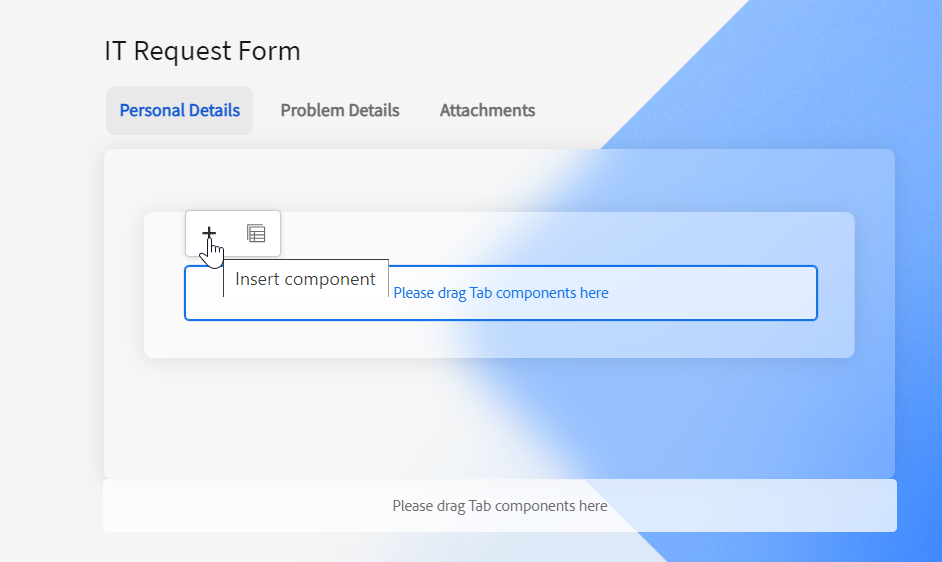 IT Request Form
Personal Details Problem Details Attachments
Insert component
Please drag Tab components here
Please drag Tab components here